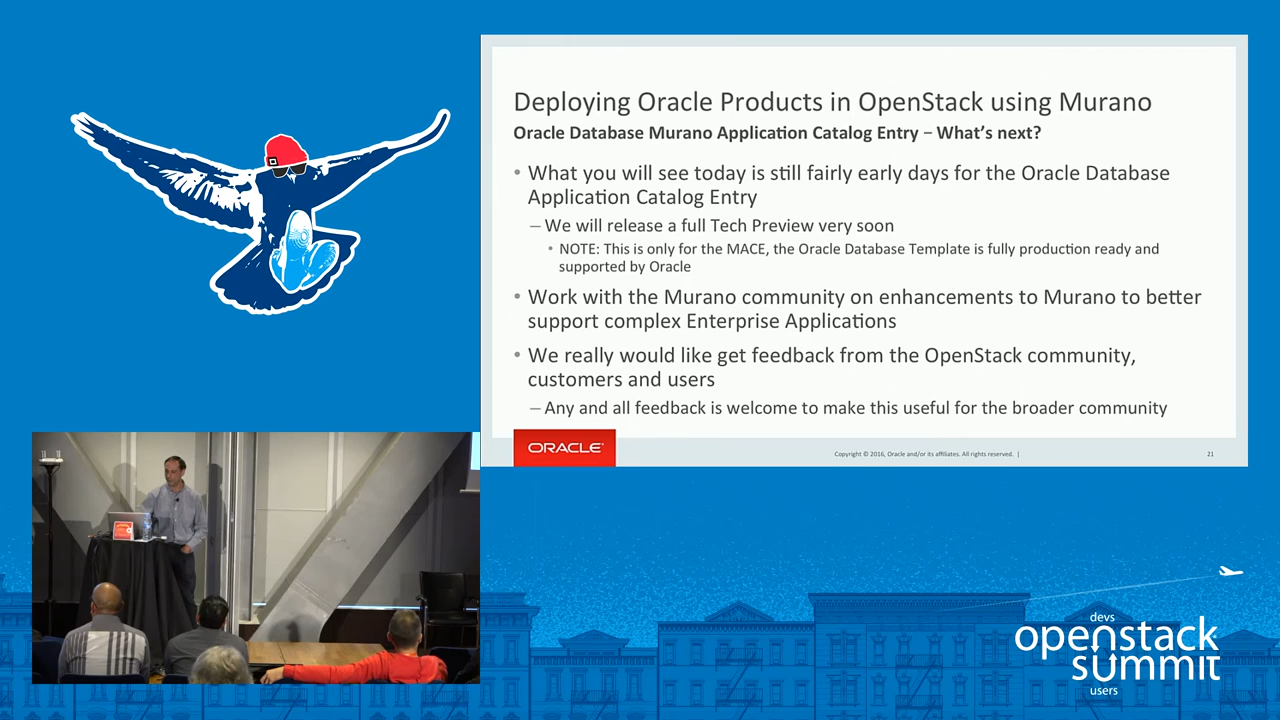 Deploying Oracle Products in OpenStack using Murano
Oracle Database Murano Application Catalog Entry – What's next?
• What you will see today is still fairly early days for the Oracle Database
Application Catalog Entry
– We will release a full Tech Preview very soon
• NOTE: This is only for the MACE, the Oracle Database Template is fully production ready and
supported by Oracle
• Work with the Murano community on enhancements to Murano to better
support complex Enterprise Applications
• We really would like get feedback from the OpenStack community,
customers and users
– Any and all feedback is welcome to make this useful for the broader community
ORACLE®
Copyright © 2016, Oracle and/or its affiliates. All rights reserved. |
21
devs
openstack
summit
users